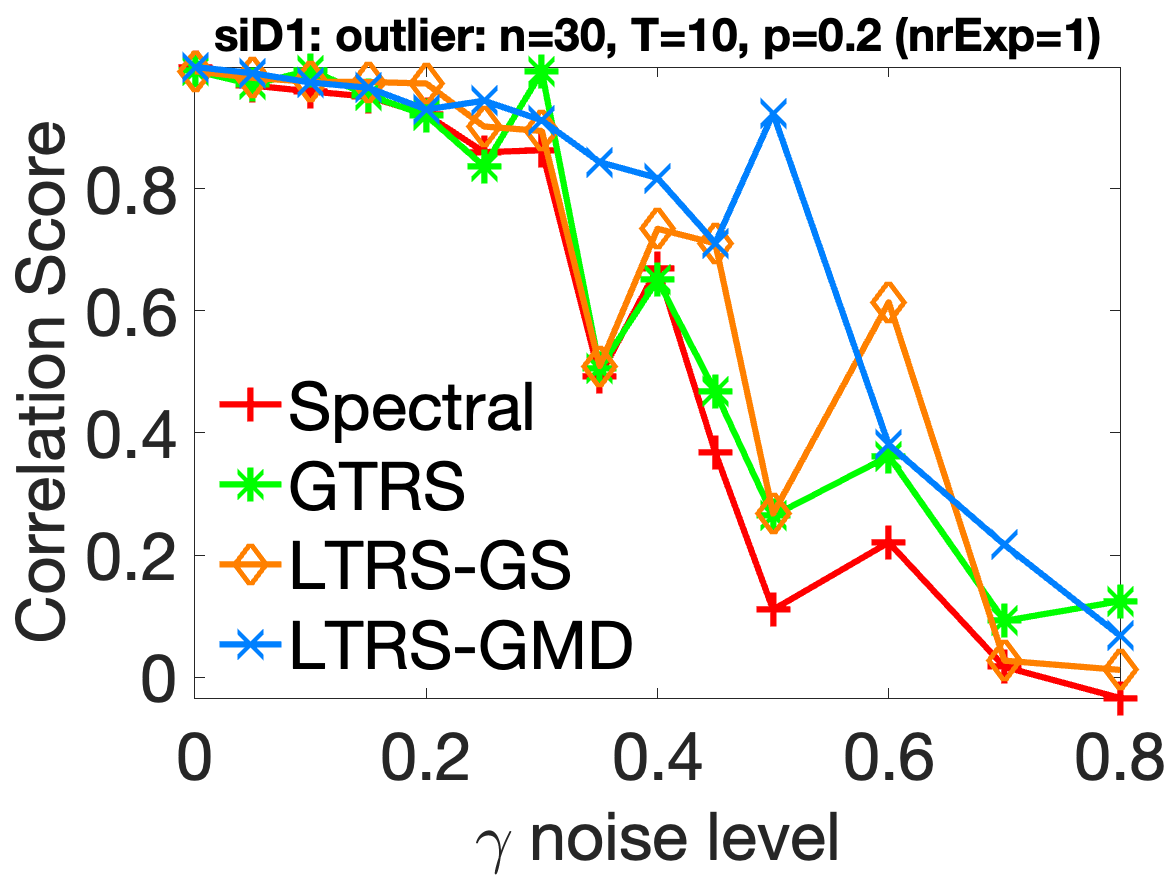 siD1: outlier: n=30, T=10, p=0.2 (nrExp=1)
Correlation Score
0.8
0.6
0.4
0.2
0
Spectral
GTRS
LTRS-GS
LTRS-GMD
0 0.2 0.4 0.6 0.8
γ noise level